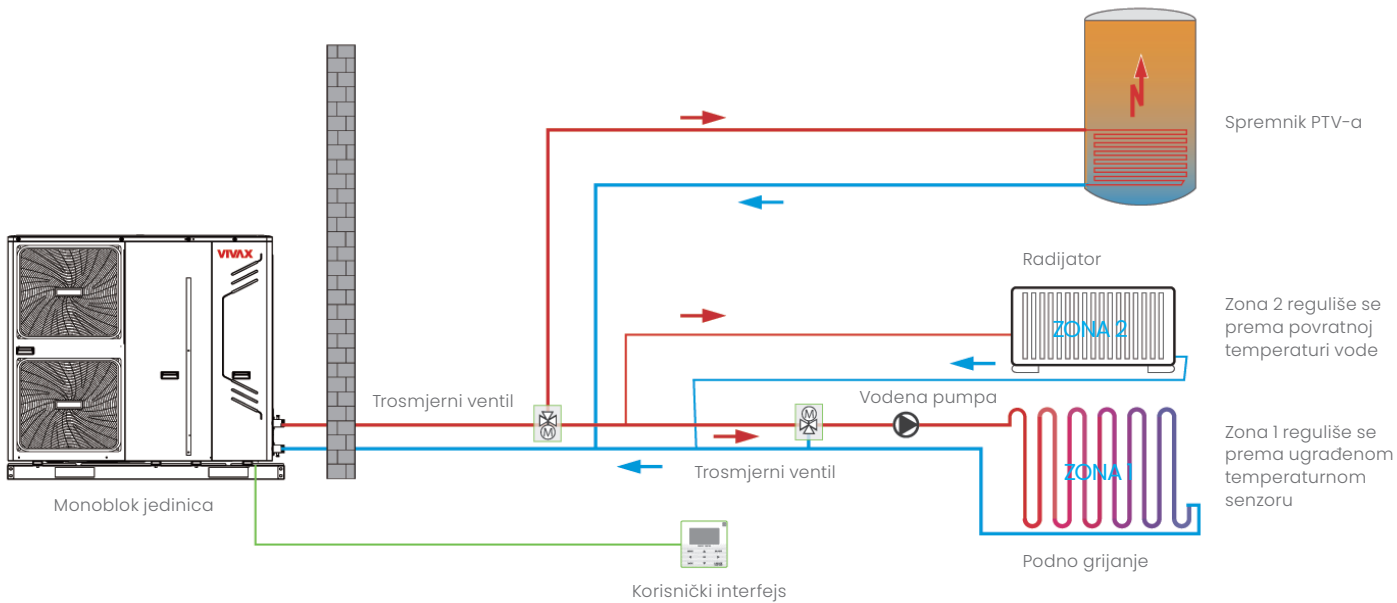 Spremnik PTV-a
VIVAX
Radijator
ZONA 2
Zona 2 reguliše se
prema povratnoj
temperaturi vode
Trosmjerni ventil
Vodena pumpa
M
M
Trosmjerni ventil
ZONA 1
Zona 1 reguliše se
prema ugrađenom
temperaturnom
senzoru
Monoblok jedinica
Podno grijanje
Korisnički interfejs